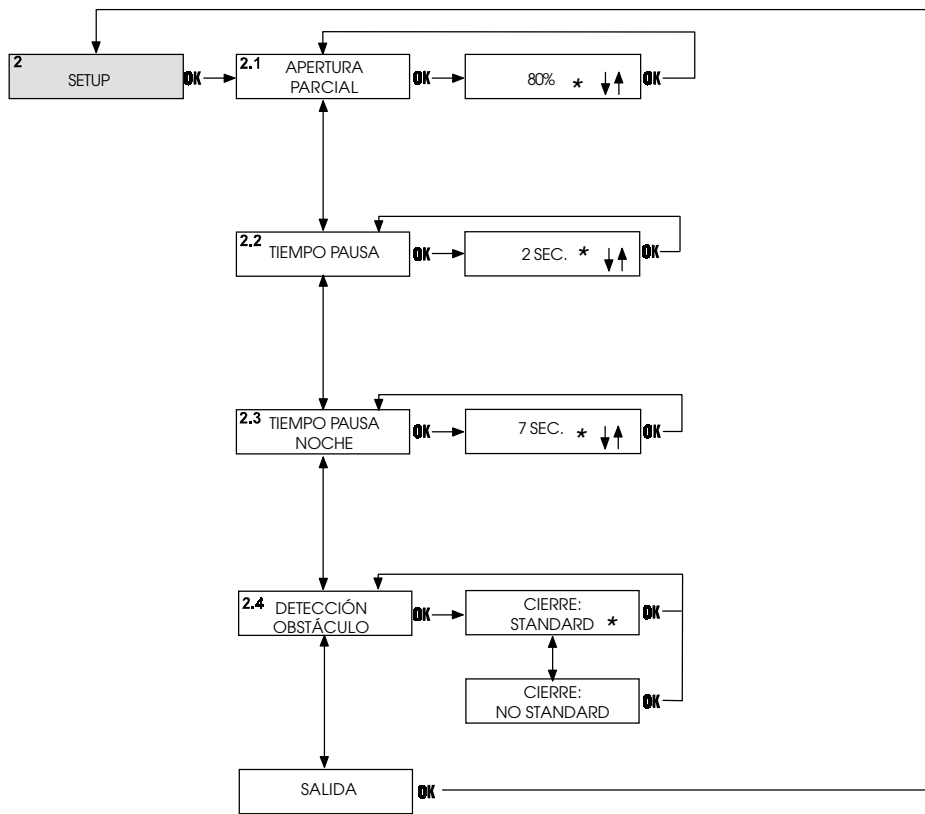 2
SETUP
OK
2.1
APERTURA
PARCIAL
OK
80% *
OK
2.2
TIEMPO PAUSA
OK
2 SEC. *
OK
2.3
TIEMPO PAUSA
NOCHE
OK
7 SEC. *
OK
2.4
DETECCIÓN
OBSTÁCULO
OK
CIERRE:
STANDARD *
OK
CIERRE:
NO STANDARD
OK
SALIDA
OK